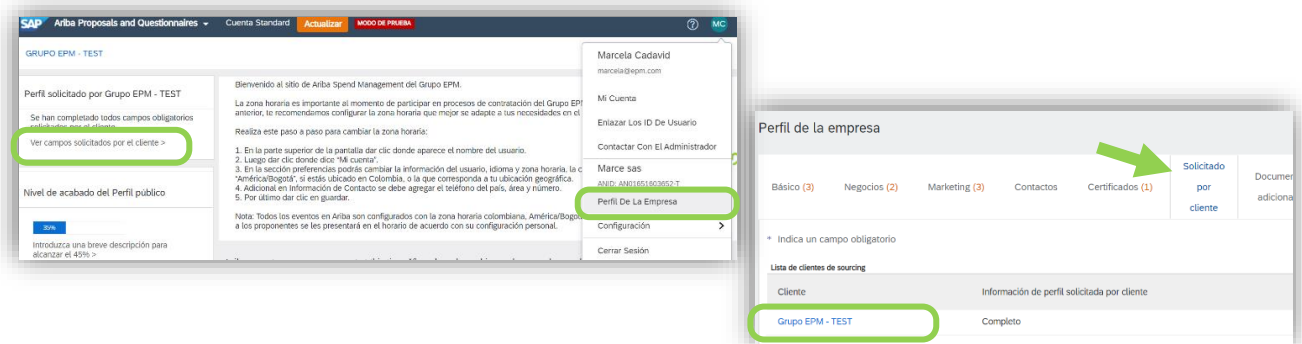 SAP Ariba Proposals and Questionnaires Cuenta Standard Actualizar MODO DE PRUEBA ? MC
GRUPO EPM - TEST
Perfil solicitado por Grupo EPM - TEST
Se han completado todos campos obligatorios
solicitados por el cliente
Ver campos solicitados por el cliente >
Nivel de acabado del Perfil público
35%
Introduzca una breve descripción para
alcanzar el 45% >
Bienvenido al sitio de Ariba Spend Management del Grupo EPM.
La zona horaria es importante al momento de participar en procesos de contratación del Grupo EP
anterior, te recomendamos configurar la zona horaria que mejor se adapte a tus necesidades en el
Realiza este paso a paso para cambiar la zona horaria:
1. En la parte superior de la pantalla dar clic donde aparece el nombre del usuario.
2. Luego dar clic donde dice "Mi cuenta".
3. En la sección preferencias podrás cambiar la información del usuario, idioma y zona horaria, la c
"América/Bogotá", si estás ubicado en Colombia, o la que corresponda a tu ubicación geográfica.
4. Adicional en Información de Contacto se debe agregar el teléfono del país, área y número.
5. Por último dar clic en guardar.
Nota: Todos los eventos en Ariba son configurados con la zona horaria colombiana, América/Bogo
a los proponentes se les presentará en el horario de acuerdo con su configuración personal.
Marcela Cadavid
marcela@epm.com
Mi Cuenta
Enlazar Los ID De Usuario
Contactar Con El Administrador
Marce sas
ANID: AN01651603652-T
Perfil De La Empresa
Configuración >
Cerrar Sesión
Perfil de la empresa
Básico (3) Negocios (2) Marketing (3) Contactos Certificados (1) Solicitado por cliente Documen adiciona
* Indica un campo obligatorio
Lista de clientes de sourcing
Cliente Información de perfil solicitada por cliente
Grupo EPM - TEST Completo